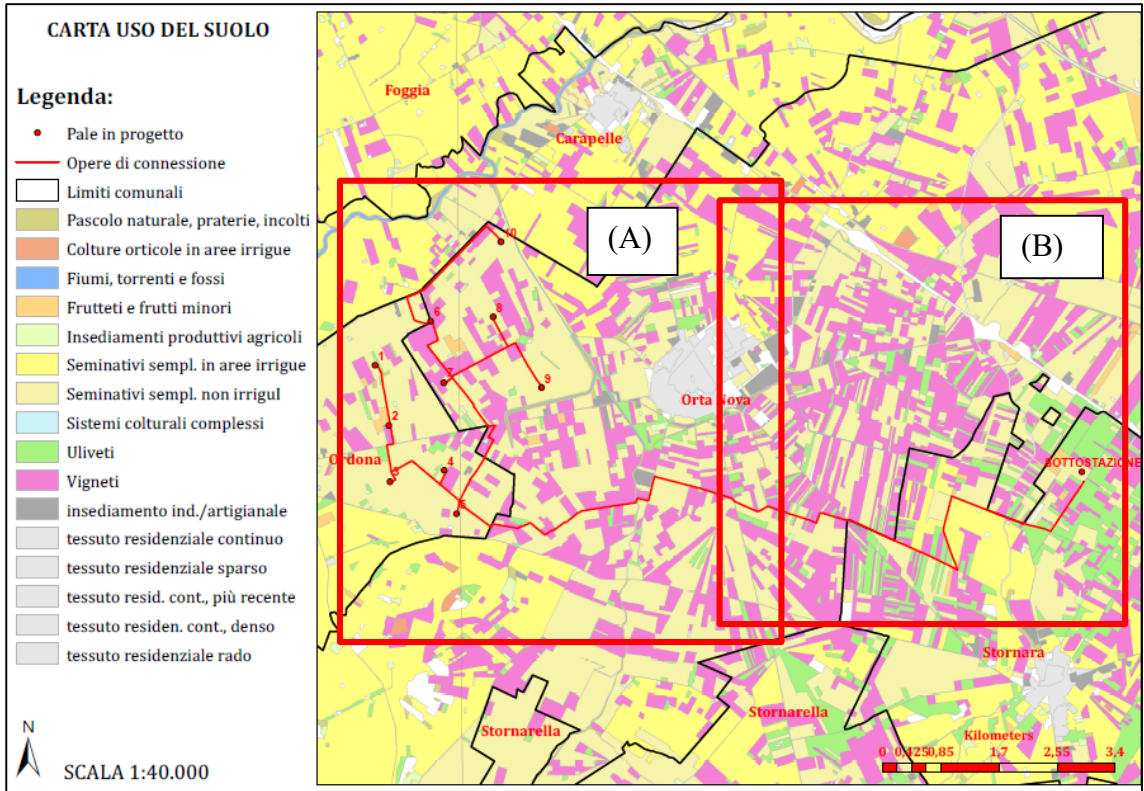 CARTA USO DEL SUOLO
Legenda:
Pale in progetto
Opere di connessione
Limiti comunali
Pascolo naturale, praterie, incolti
Colture orticole in aree irrigue
Fiumi, torrenti e fossi
Frutteti e frutti minori
Insediamenti produttivi agricoli
Seminativi sempl. in aree irrigue
Seminativi sempl. non irrigui
Sistemi colturali complessi
Uliveti
Vigneti
insediamento ind./artigianale
tessuto residenziale continuo
tessuto residenziale sparso
tessuto resid. cont., più recente
tessuto residen. cont., denso
tessuto residenziale rado
N
SCALA 1:40.000
Foggia
Carapelle
(A)
(B)
10
8
6
1
7
9
Orta Nova
2
Ordona
4
3
5
SOTTOSTAZIONE
Stornara
Stornarella
Stornarella
Kilometers
0 0,425 0,85 1,7 2,55 3,4